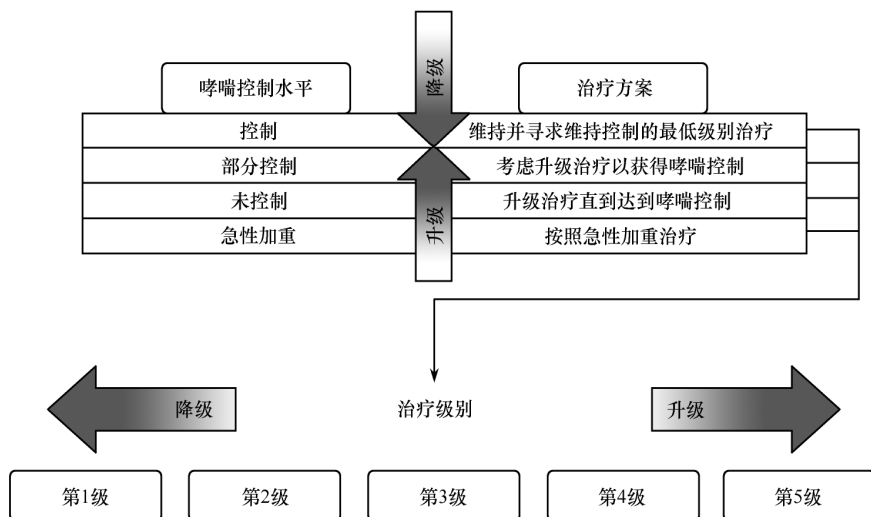 哮喘控制水平
降级
治疗方案
控制
维持并寻求维持控制的最低级别治疗
部分控制
考虑升级治疗以获得哮喘控制
未控制
升级治疗直到达到哮喘控制
升级
急性加重
按照急性加重治疗
降级
治疗级别
升级
第1级
第2级
第3级
第4级
第5级